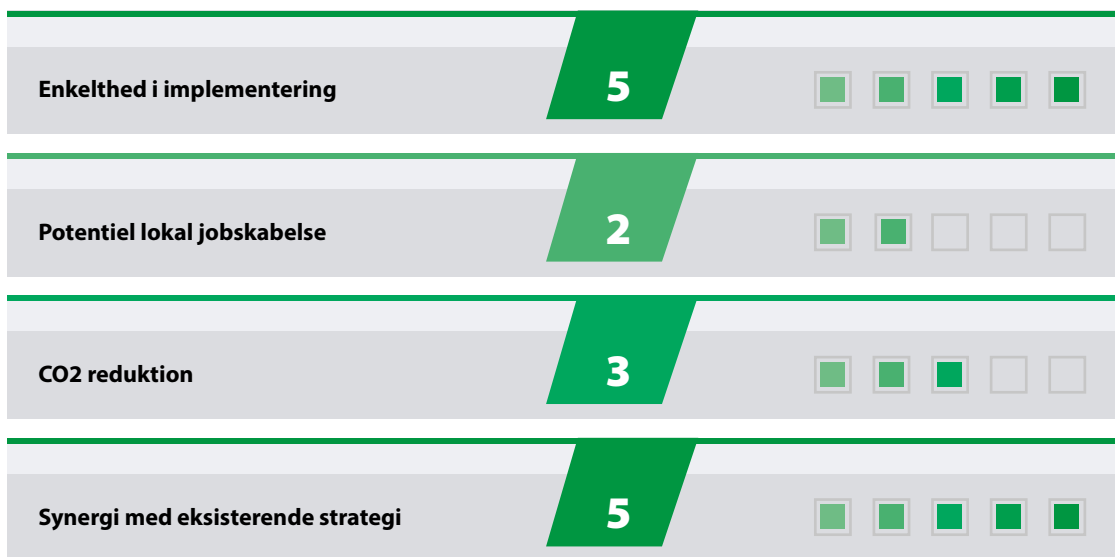 Enkelthed i implementering 5
Potentiel lokal jobskabelse 2
CO2 reduktion 3
Synergi med eksisterende strategi 5